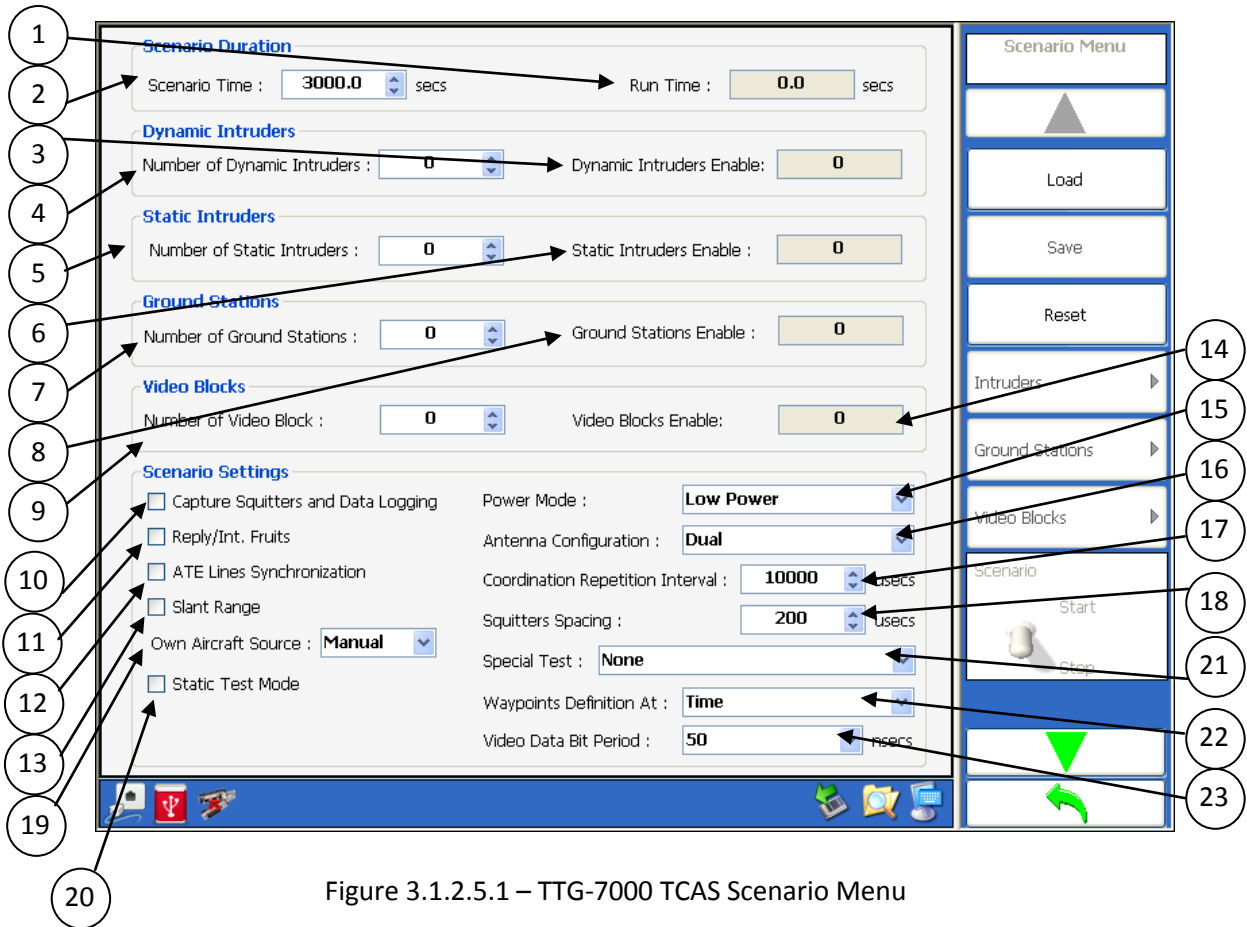 1
2
3
4
5
6
7
8
9
10
11
12
13
19
20
Scenario Duration
Scenario Time : 3000.0 secs Run Time : 0.0 secs
Dynamic Intruders
Number of Dynamic Intruders : 0 Dynamic Intruders Enable: 0
Static Intruders
Number of Static Intruders : 0 Static Intruders Enable : 0
Ground Stations
Number of Ground Stations : 0 Ground Stations Enable : 0
Video Blocks
Number of Video Block : 0 Video Blocks Enable: 0
Scenario Settings
Capture Squitters and Data Logging
Reply/Int. Fruits
ATE Lines Synchronization
Slant Range
Own Aircraft Source : Manual
Static Test Mode
Power Mode : Low Power
Antenna Configuration : Dual
Coordination Repetition Interval : 10000 usecs
Squitters Spacing : 200 usecs
Special Test : None
Waypoints Definition At : Time
Video Data Bit Period : 50 nsecs
Scenario Menu
Load
Save
Reset
Intruders
Ground Stations
Video Blocks
Scenario
Start
Stop
14
15
16
17
18
21
22
23
Figure 3.1.2.5.1 – TTG-7000 TCAS Scenario Menu